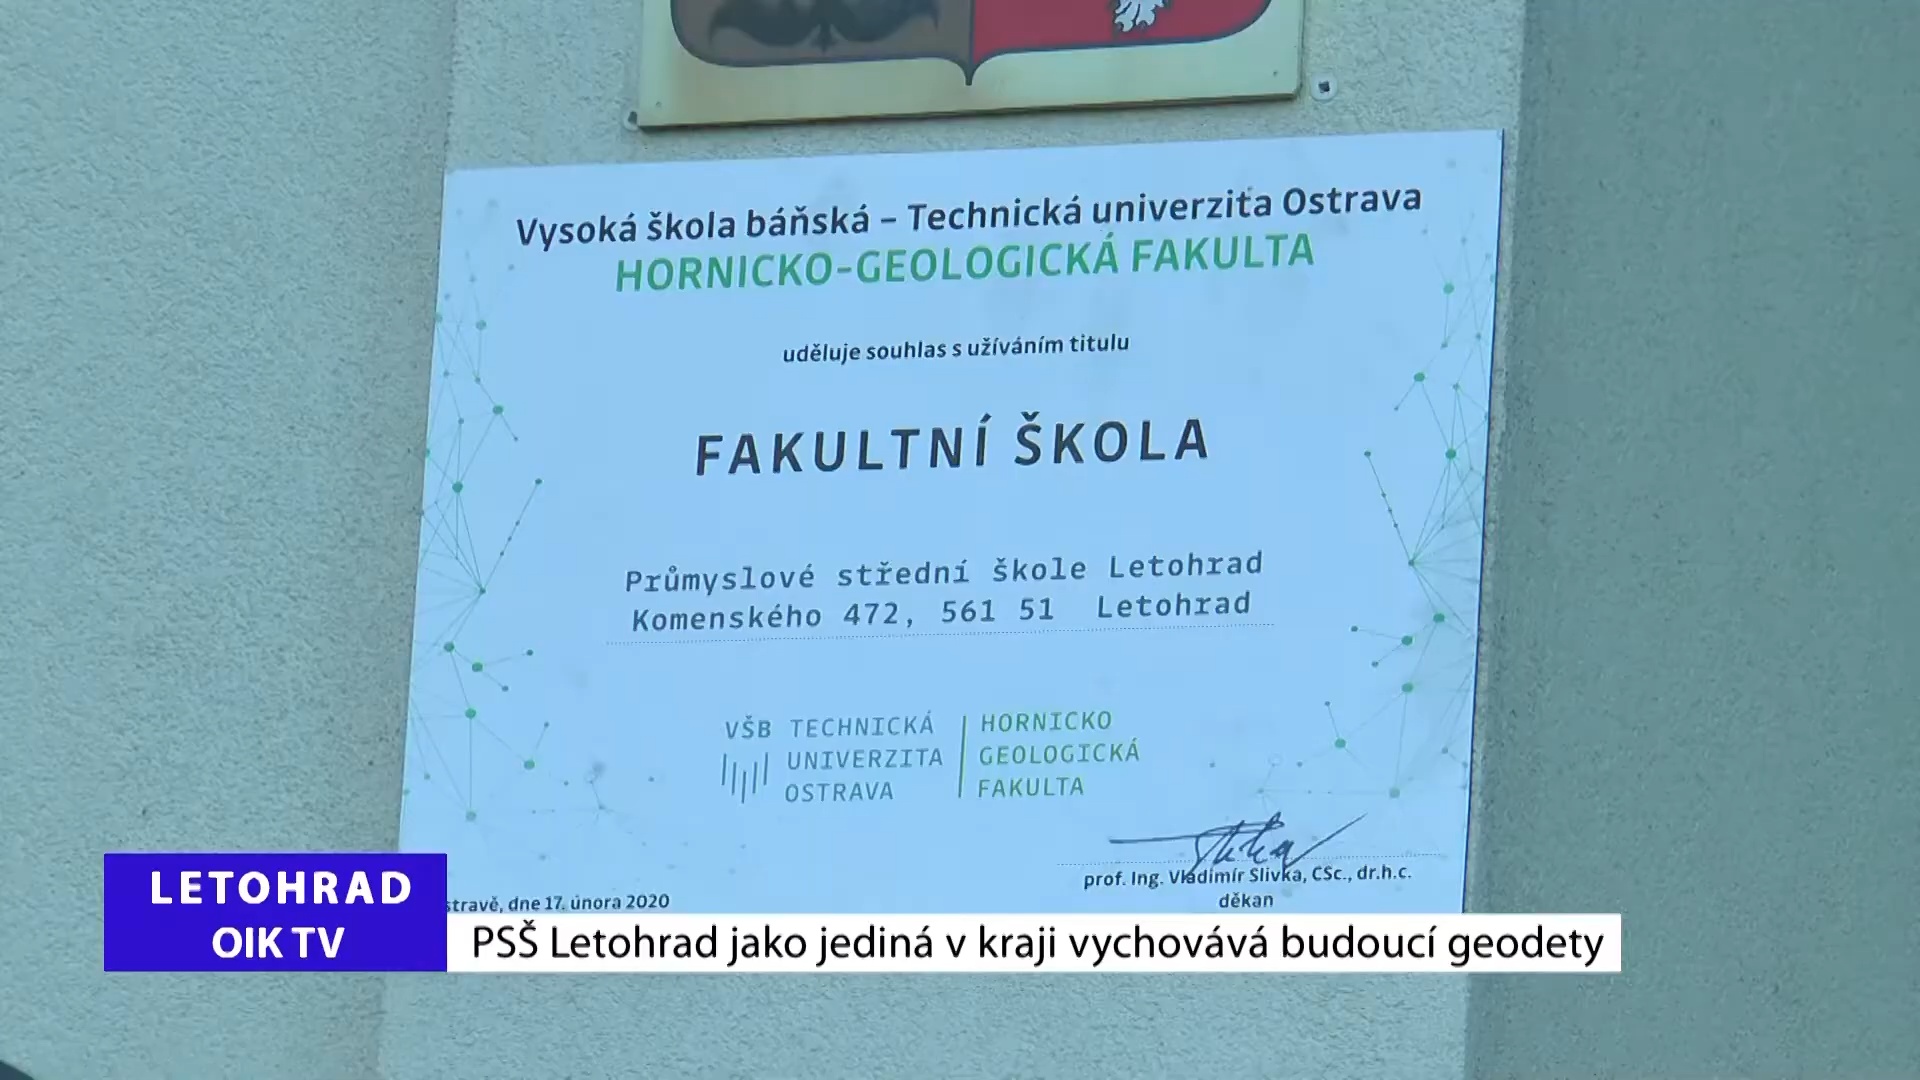 Vysoká škola báňská – Technická univerzita Ostrava
HORNICKO-GEOLOGICKÁ FAKULTA
uděluje souhlas s užíváním titulu
FAKULTNÍ ŠKOLA
Průmyslové střední škole Letohrad
Komenského 472, 561 51 Letohrad
VŠB TECHNICKÁ
UNIVERZITA
OSTRAVA
HORNICKO
GEOLOGICKÁ
FAKULTA
prof. Ing. Vladimír Slivka, CSc., dr.h.c.
děkan
stravě, dne 17. února 2020
LETOHRAD
OIK TV
PSŠ Letohrad jako jediná v kraji vychovává budoucí geodety